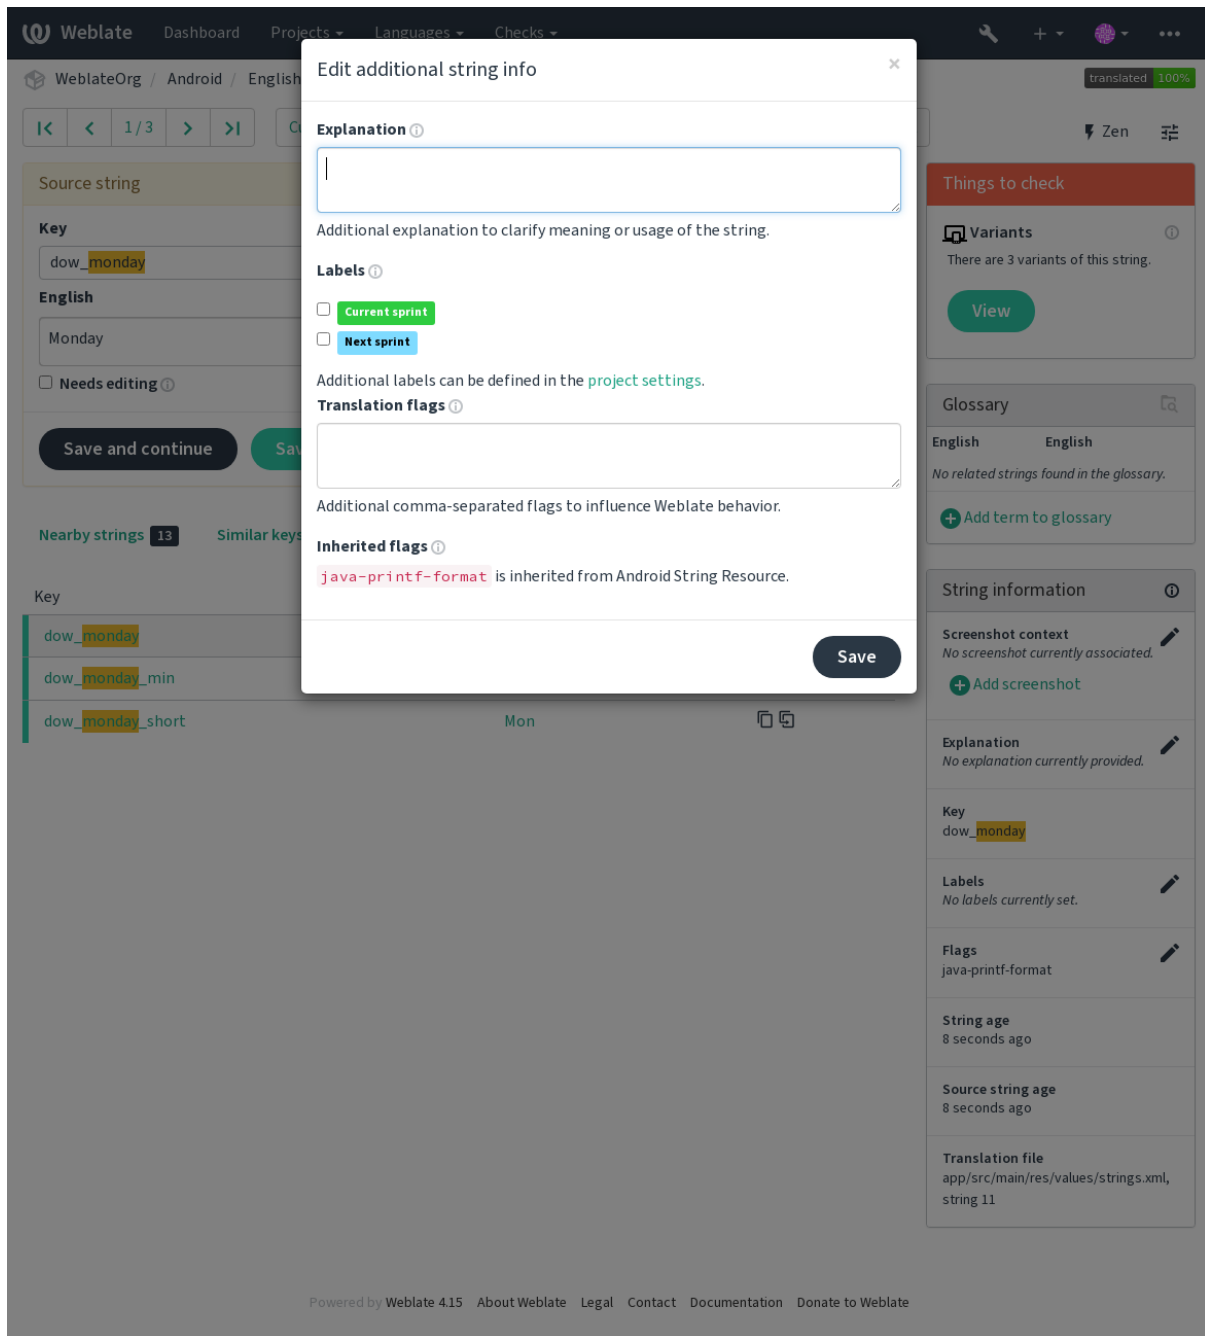 Weblate Dashboard Projects Languages Checks
WeblateOrg / Android / English
translated 100%
1 / 3
Zen
Edit additional string info
×
Explanation
Additional explanation to clarify meaning or usage of the string.
Labels
Current sprint
Next sprint
Additional labels can be defined in the project settings.
Translation flags
Additional comma-separated flags to influence Weblate behavior.
Inherited flags
java-printf-format is inherited from Android String Resource.
Save
Source string
Key
dow_monday
English
Monday
Needs editing
Save and continue
Nearby strings 13 Similar keys
Key
dow_monday
dow_monday_min
dow_monday_short Mon
Things to check
Variants
There are 3 variants of this string.
View
Glossary
English English
No related strings found in the glossary.
Add term to glossary
String information
Screenshot context
No screenshot currently associated.
Add screenshot
Explanation
No explanation currently provided.
Key
dow_monday
Labels
No labels currently set.
Flags
java-printf-format
String age
8 seconds ago
Source string age
8 seconds ago
Translation file
app/src/main/res/values/strings.xml,
string 11
Powered by Weblate 4.15 About Weblate Legal Contact Documentation Donate to Weblate